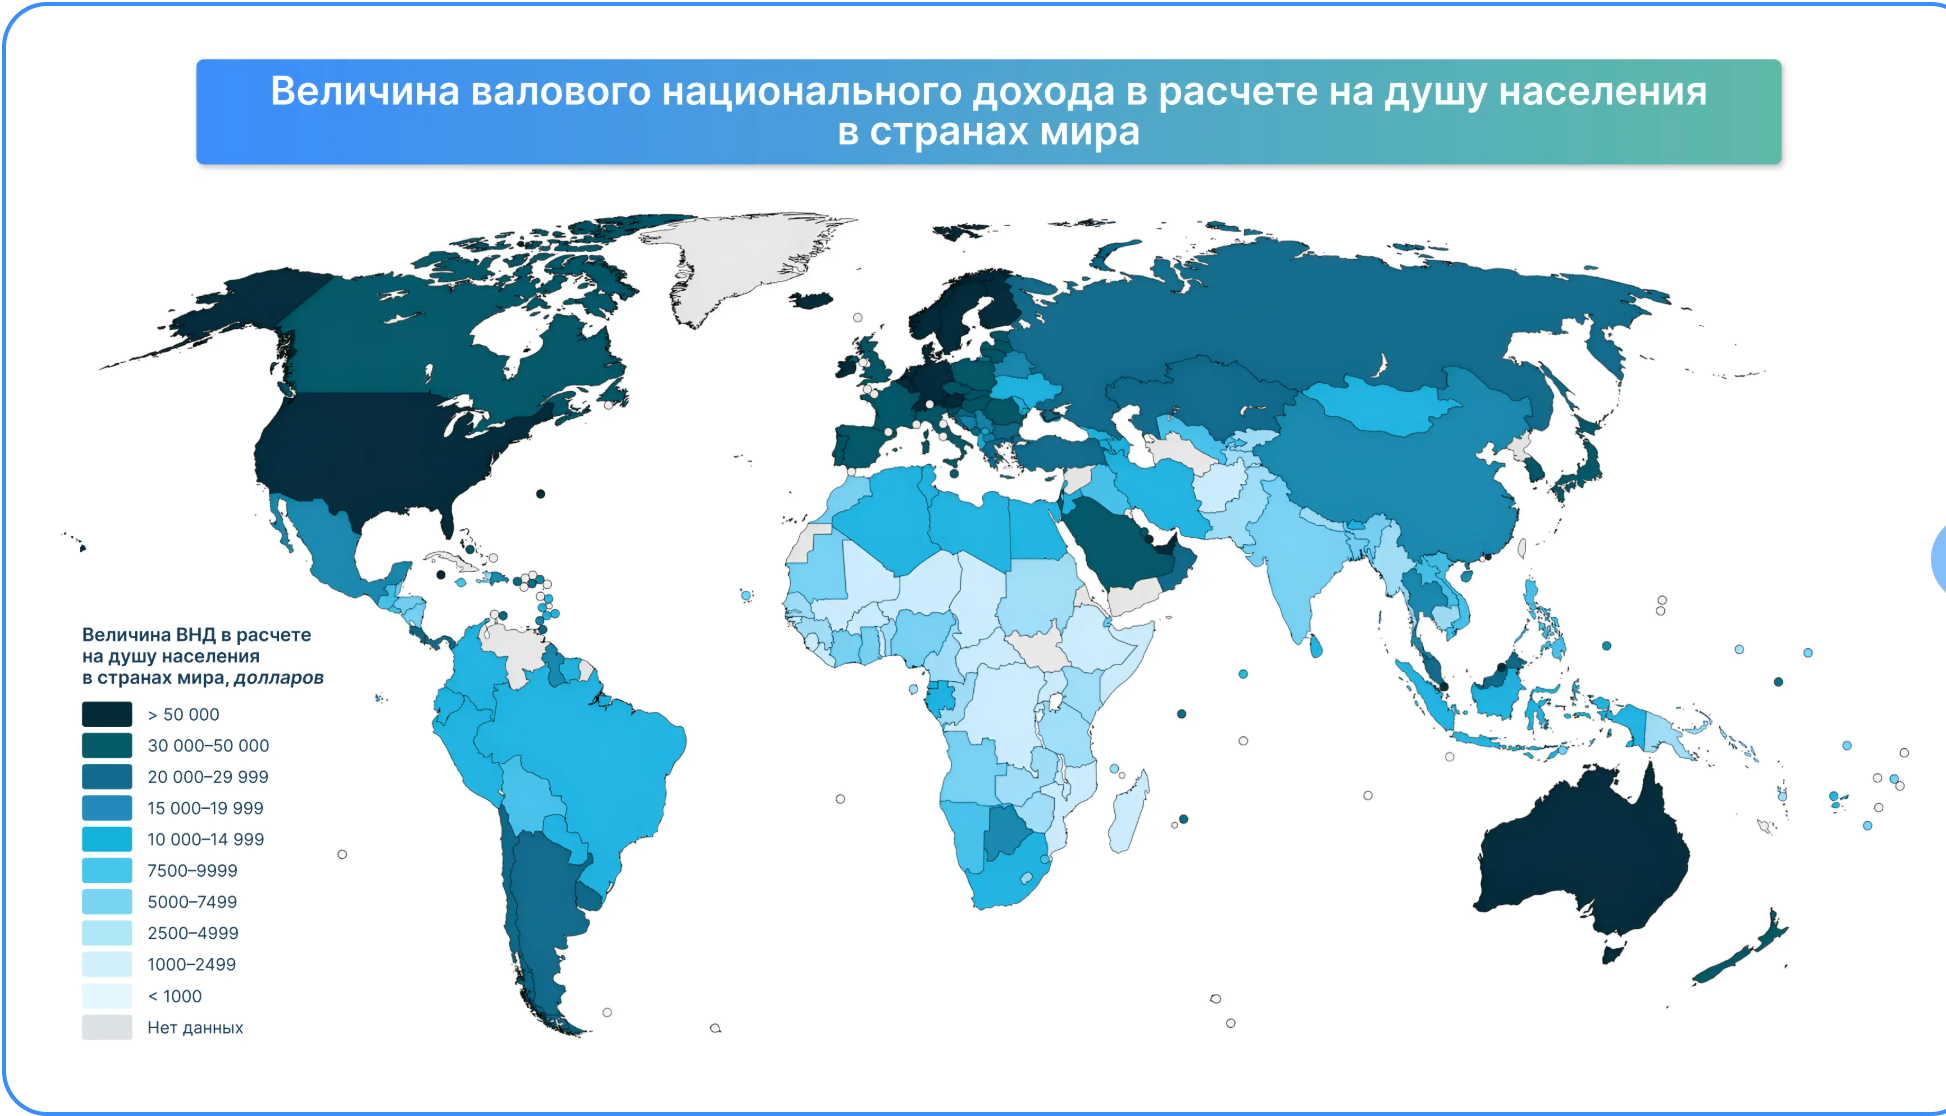 Величина валового национального дохода в расчете на душу населения
в странах мира
Величина ВНД в расчете
на душу населения
в странах мира, долларов
> 50 000
30 000–50 000
20 000–29 999
15 000–19 999
10 000–14 999
7500–9999
5000–7499
2500–4999
1000–2499
< 1000
Нет данных